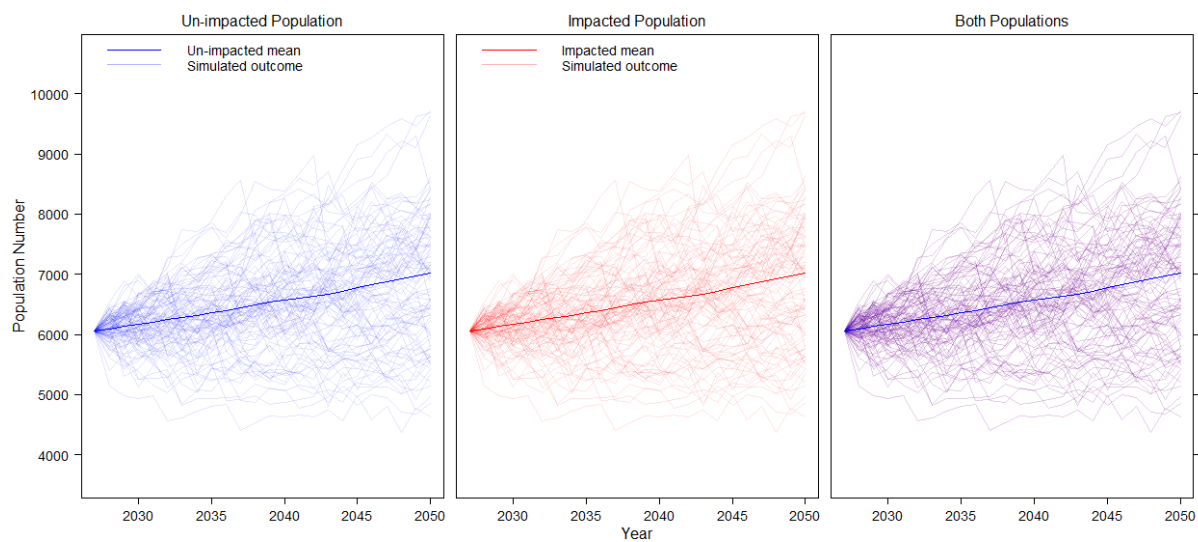 Un-impacted Population
Impacted Population
Both Populations
Un-impacted mean
Simulated outcome
Impacted mean
Simulated outcome
Population Number
10000
9000
8000
7000
6000
5000
4000
2030 2035 2040 2045 2050
2030 2035 2040 2045 2050
2030 2035 2040 2045 2050
Year